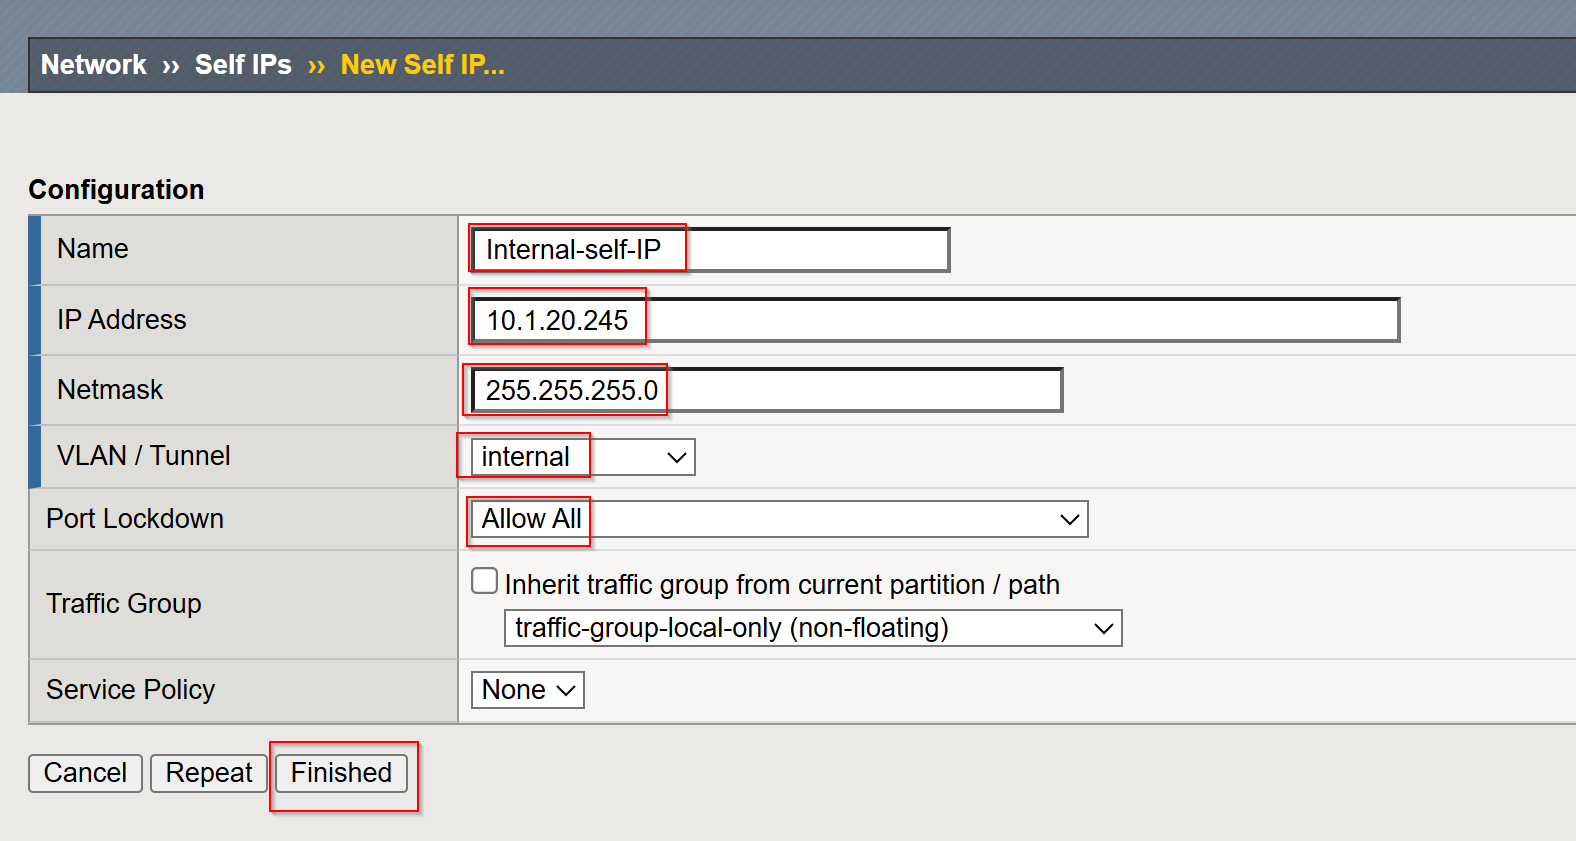 Network ›› Self IPs ›› New Self IP...
Configuration
Name Internal-self-IP
IP Address 10.1.20.245
Netmask 255.255.255.0
VLAN / Tunnel internal
Port Lockdown Allow All
Traffic Group Inherit traffic group from current partition / path
traffic-group-local-only (non-floating)
Service Policy None
Cancel Repeat Finished